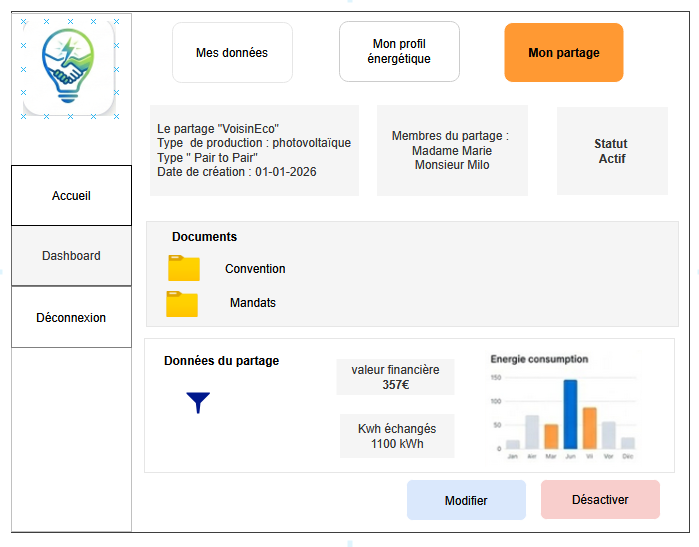 Mes données
Mon profil
énergétique
Mon partage
Le partage "VoisinEco"
Type  de production : photovoltaïque
Type " Pair to Pair"
Date de création : 01-01-2026
Membres du partage :
Madame Marie
Monsieur Milo
Statut
Actif
Accueil
Dashboard
Déconnexion
Documents
Convention
Mandats
Données du partage
valeur financière
357€
Kwh échangés
1100 kWh
Energie consumption
150
100
50
0
Jan
Mar
Jun
Dec
Modifier
Désactiver